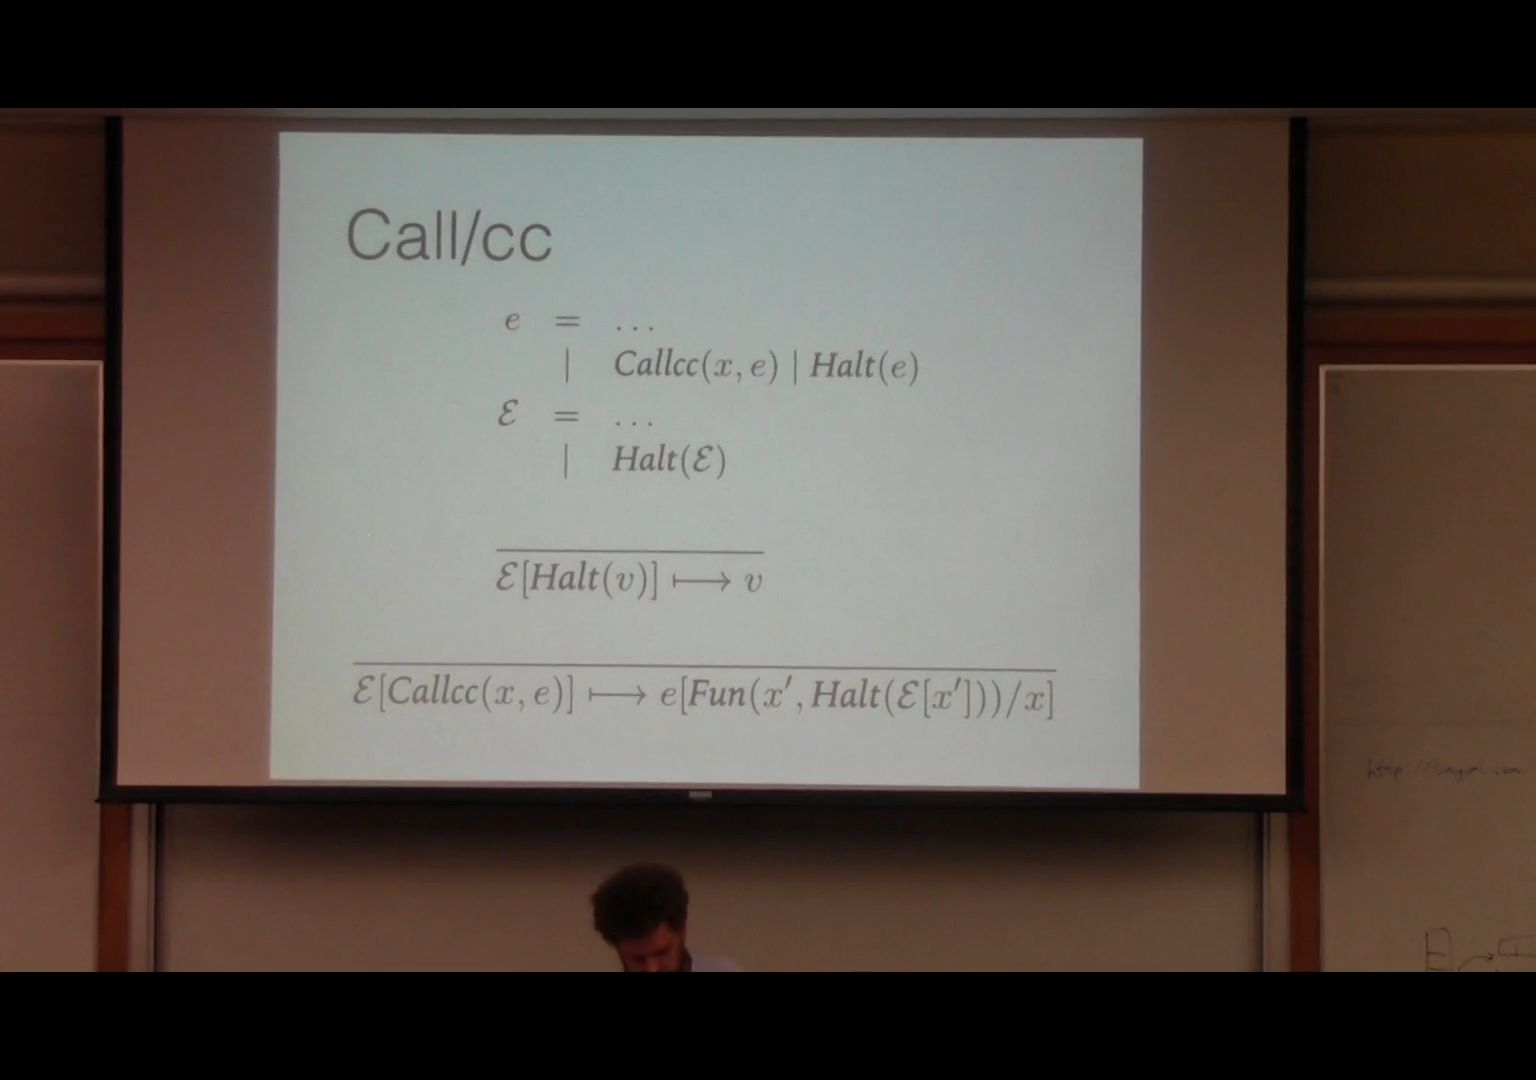 Call/cc
e = ...
| Callcc(x, e) | Halt(e)
ℰ = ...
| Halt(ℰ)
ℰ[Halt(v)] ⟼ v
ℰ[Callcc(x, e)] ⟼ e[Fun(x′, Halt(ℰ[x′]))/x]